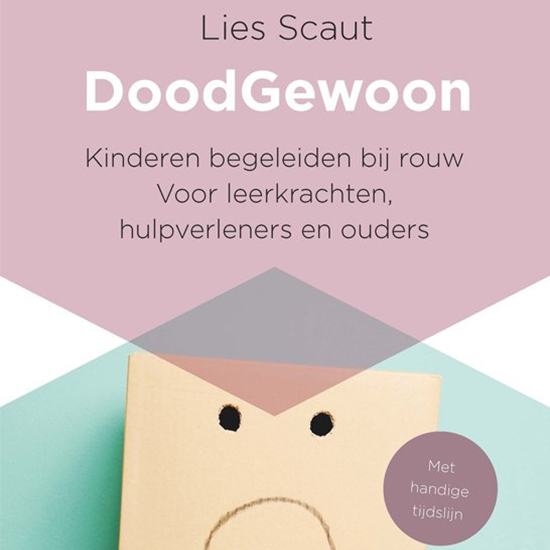 Lies Scaut
DoodGewoon
Kinderen begeleiden bij rouw
Voor leerkrachten,
hulpverleners en ouders
Met
handige
tijdslijn